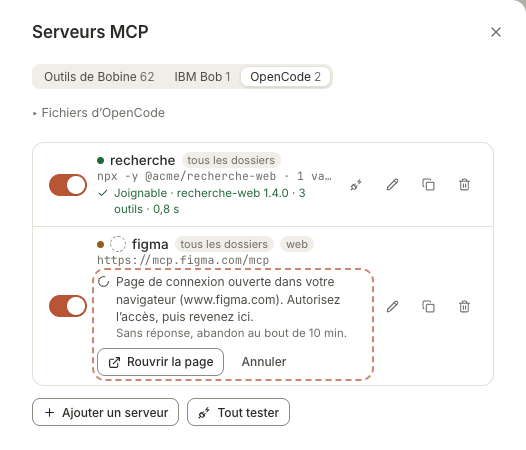 Serveurs MCP
Outils de Bobine 62
IBM Bob 1
OpenCode 2
Fichiers d'OpenCode
recherche
tous les dossiers
npx -y @acme/recherche-web · 1 va…
Joignable · recherche-web 1.4.0 · 3
outils · 0,8 s
figma
tous les dossiers
web
https://mcp.figma.com/mcp
Page de connexion ouverte dans votre
navigateur (www.figma.com). Autorisez
l'accès, puis revenez ici.
Sans réponse, abandon au bout de 10 min.
Rouvrir la page
Annuler
Ajouter un serveur
Tout tester